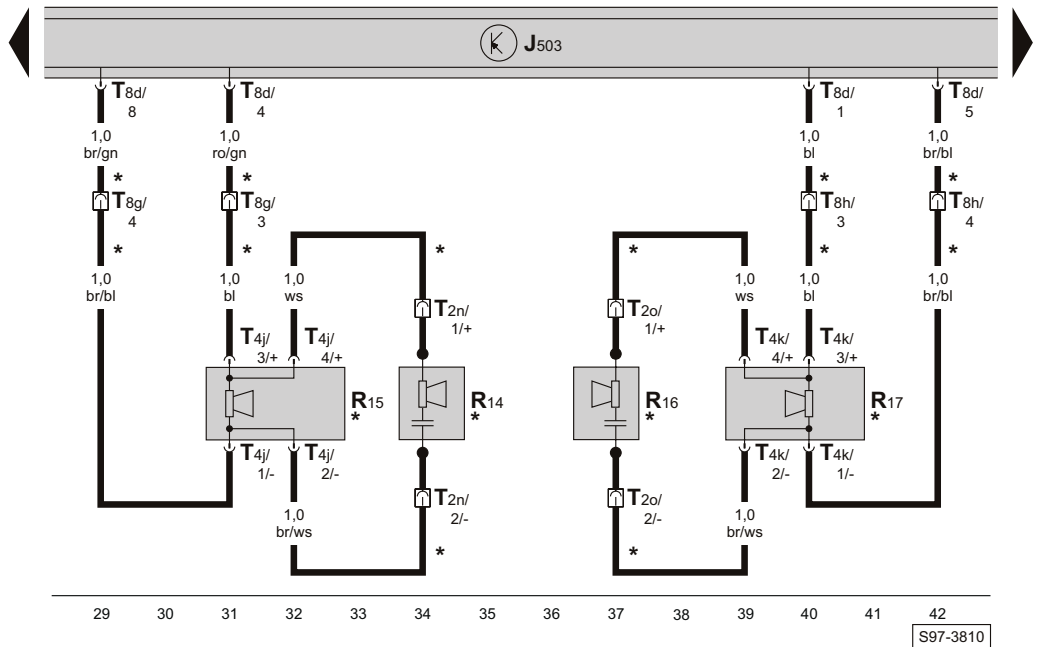 J503
T8d/ T8d/ T8d/ T8d/
8 4 1 5
1,0 1,0 1,0 1,0
br/gn ro/gn bl br/bl
* * * *
T8g/ T8g/ T8h/ T8h/
4 3 3 4
* * * * * *
1,0 1,0 1,0 1,0 1,0 1,0
br/bl bl ws ws bl br/bl
T2n/ T2o/
1/+ 1/+
T4j/ T4j/ T4k/ T4k/
3/+ 4/+ 4/+ 3/+
R15 R14 R16 R17
* * * *
T4j/ T4j/ T4k/ T4k/
1/- 2/- 2/- 1/-
T2n/ T2o/
2/- 2/-
1,0 1,0
br/ws br/ws
* *
29 30 31 32 33 34 35 36 37 38 39 40 41 42
S97-3810